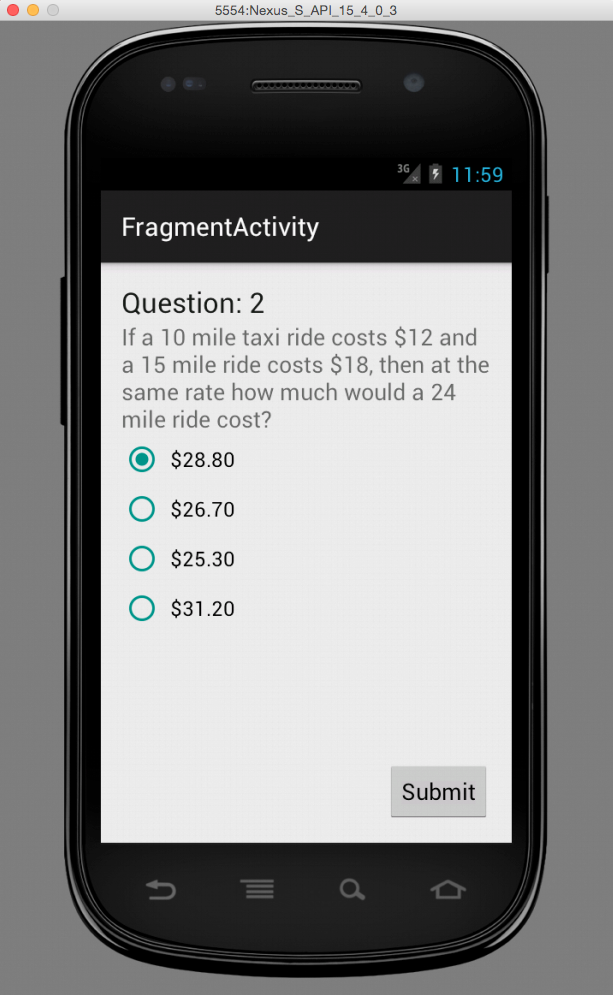 5554:Nexus_S_API_15_4_0_3
3G
11:59
FragmentActivity
Question: 2
If a 10 mile taxi ride costs $12 and
a 15 mile ride costs $18, then at the
same rate how much would a 24
mile ride cost?
$28.80
$26.70
$25.30
$31.20
Submit